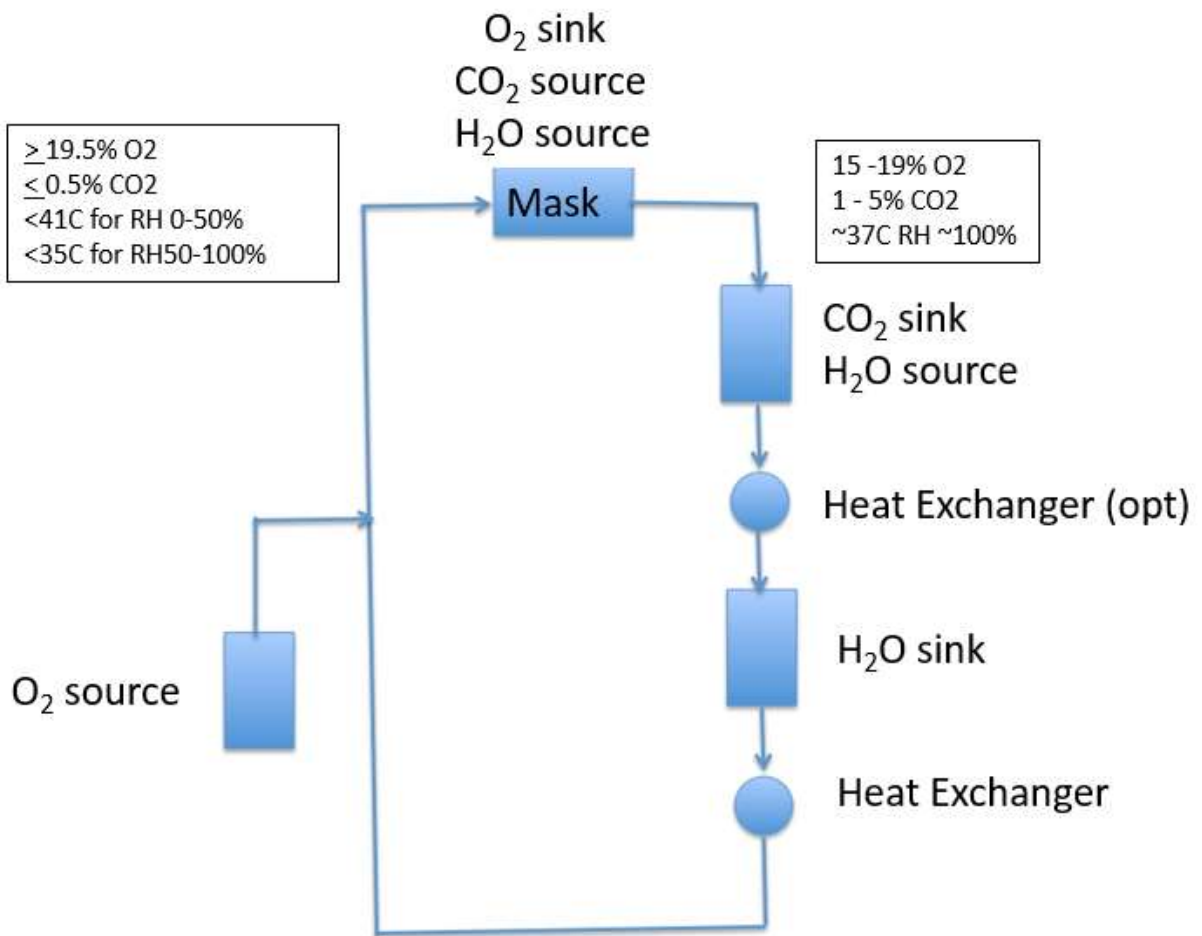 O₂ sink
CO₂ source
H₂O source
≥ 19.5% O2
≤ 0.5% CO2
<41C for RH 0-50%
<35C for RH50-100%
Mask
15 -19% O2
1 - 5% CO2
~37C RH ~100%
CO₂ sink
H₂O source
Heat Exchanger (opt)
H₂O sink
O₂ source
Heat Exchanger